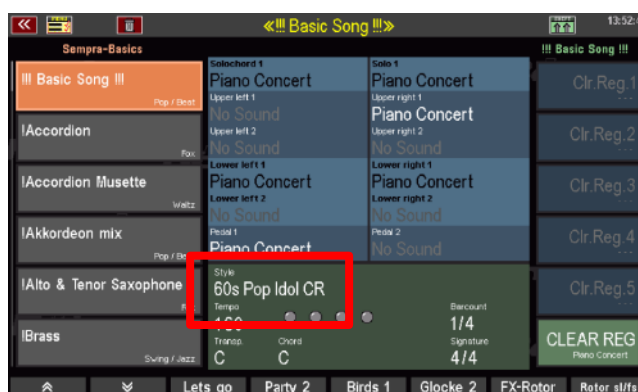 «!!! Basic Song !!!»
13:52:
Sempra-Basics
!!! Basic Song !!!
!!! Basic Song !!!
Pop / Beat
!Accordion
Fox
!Accordion Musette
Waltz
!Akkordeon mix
Pop / Be
!Alto & Tenor Saxophone
!Brass
Swing / Jazz
Solochord 1
Piano Concert
Solo 1
Piano Concert
Upper left 1
No Sound
Upper right 1
Piano Concert
Upper left 2
No Sound
Upper right 2
No Sound
Lower left 1
Piano Concert
Lower right 1
Piano Concert
Lower left 2
No Sound
Lower right 2
No Sound
Pedal 1
Piano Concert
Pedal 2
No Sound
Style
60s Pop Idol CR
Tempo
Barcount
1/4
Transp.
C
Chord
C
Signature
4/4
Clr.Reg.1
Clr.Reg.2
Clr.Reg.3
Clr.Reg.4
Clr.Reg.5
CLEAR REG
Piano Concert
Lets go
Party 2
Birds 1
Glocke 2
FX-Rotor
Rotor sl/fa